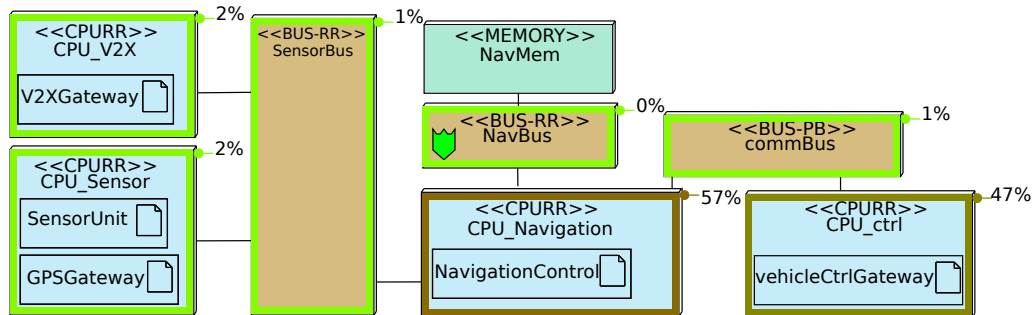 2%
<<CPURR>>
CPU_V2X
V2XGateway
2%
<<CPURR>>
CPU_Sensor
SensorUnit
GPSGateway
1%
<<BUS-RR>>
SensorBus
<<MEMORY>>
NavMem
0%
<<BUS-RR>>
NavBus
57%
<<CPURR>>
CPU_Navigation
NavigationControl
1%
<<BUS-PB>>
commBus
47%
<<CPURR>>
CPU_ctrl
vehicleCtrlGateway